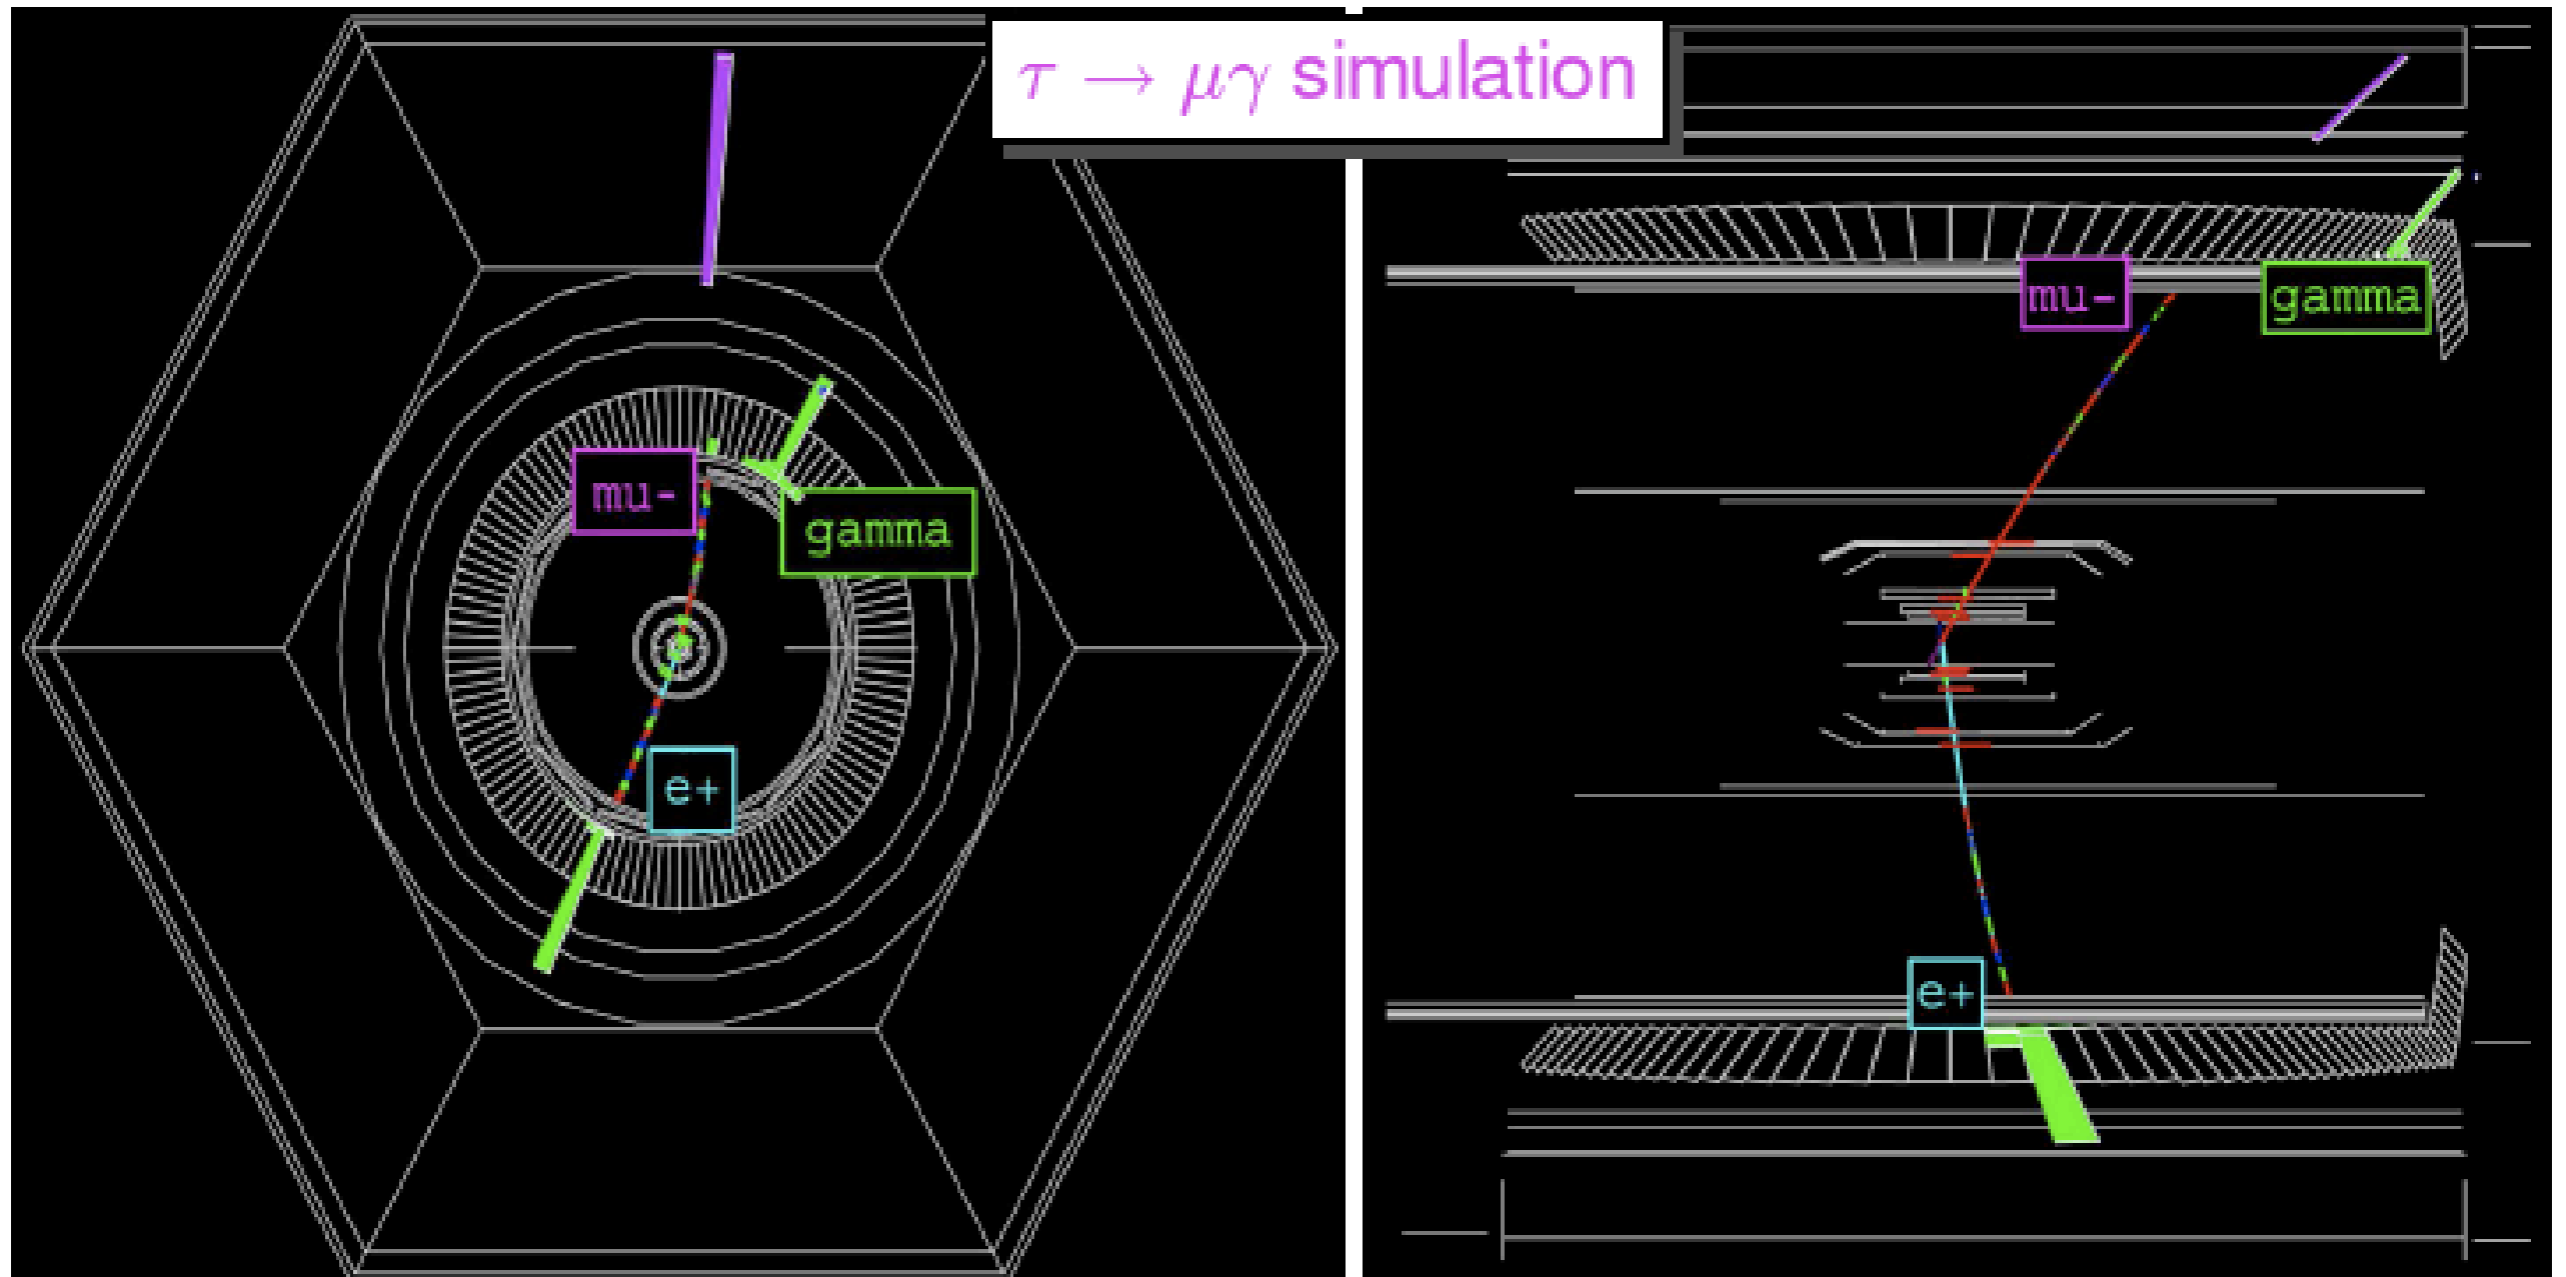 τ → μγ simulation
mu-
gamma
e+
mu-
gamma
e+